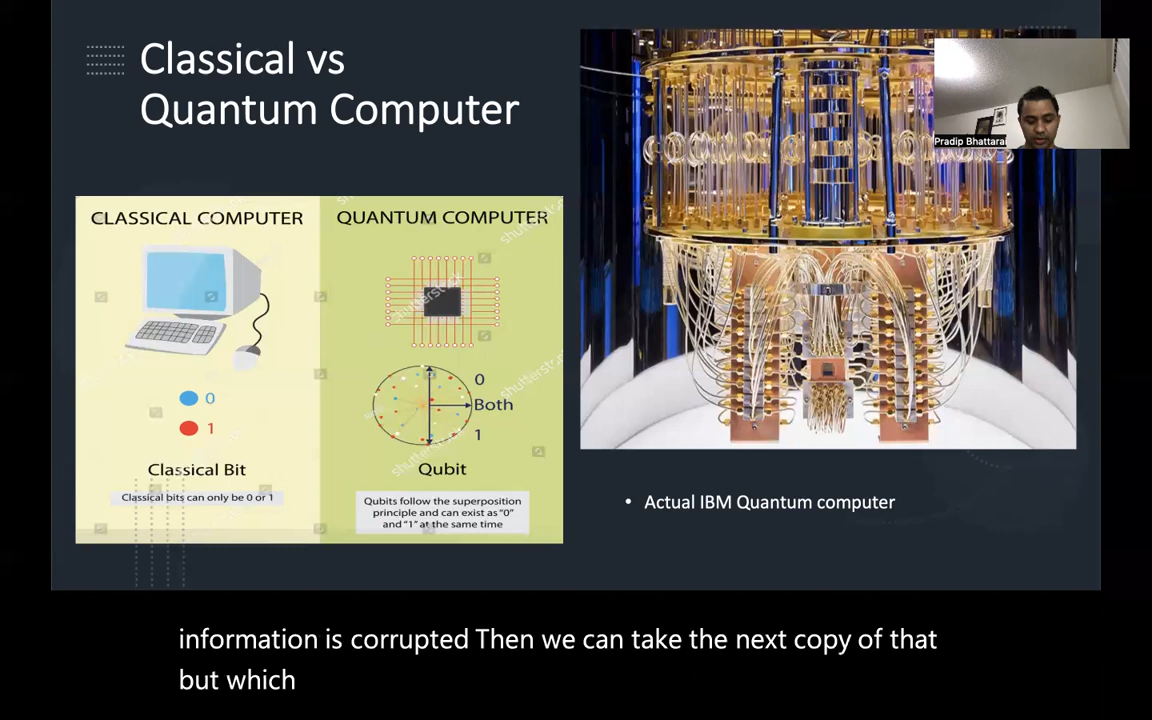 Classical vs
Quantum Computer
CLASSICAL COMPUTER
QUANTUM COMPUTER
shutterstock
0
1
Classical Bit
Classical bits can only be 0 or 1
0
Both
1
Qubit
Qubits follow the superposition
principle and can exist as "0"
and "1" at the same time
Pradip Bhattarai
• Actual IBM Quantum computer
information is corrupted Then we can take the next copy of that
but which